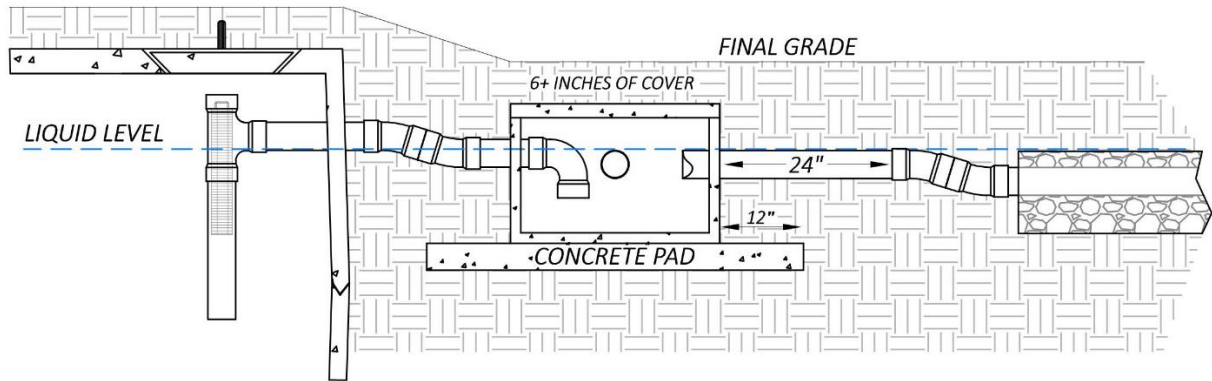 FINAL GRADE
6+ INCHES OF COVER
LIQUID LEVEL
24"
12"
CONCRETE PAD